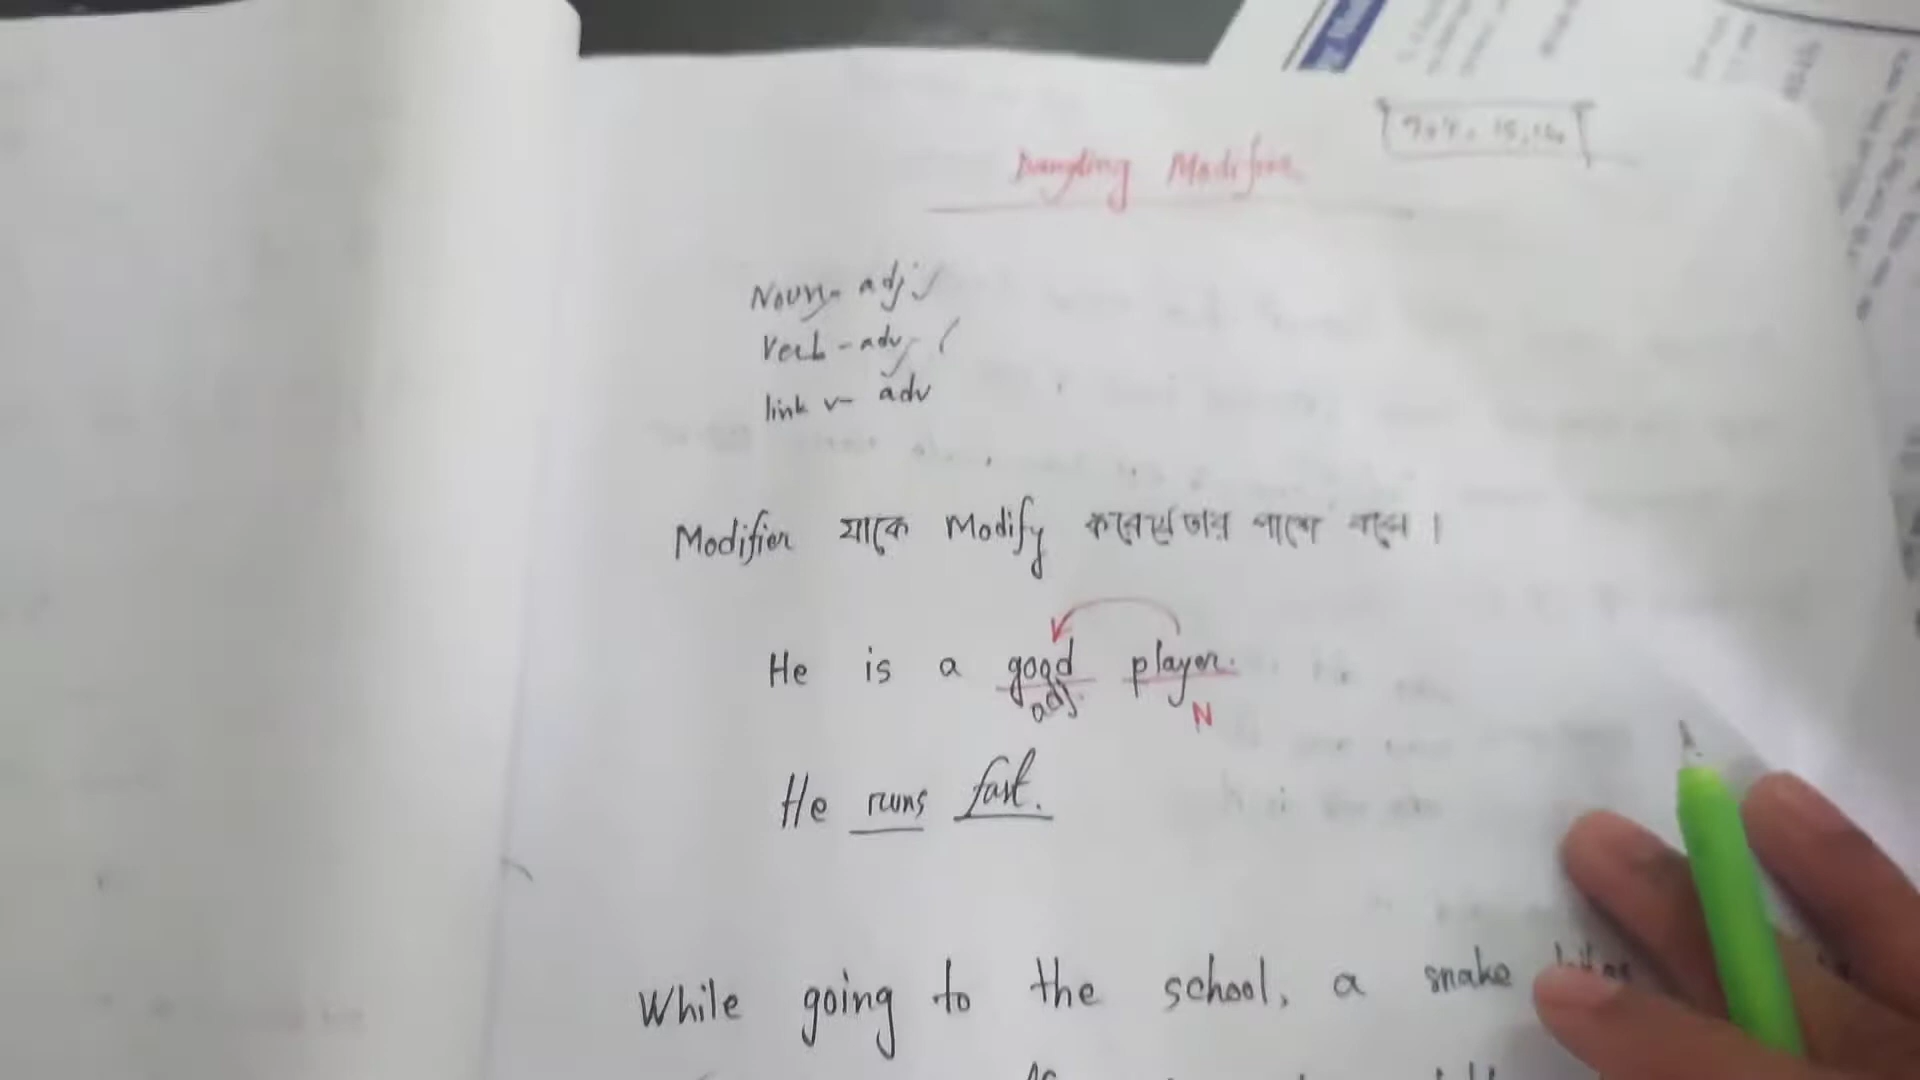 Dangling Modifier
Noun - adj
Verb - adv
link v - adv
Modifier যাকে Modify করে তার পাশে বসে।
He is a good player.
adj. N
He runs fast.
While going to the school, a snake